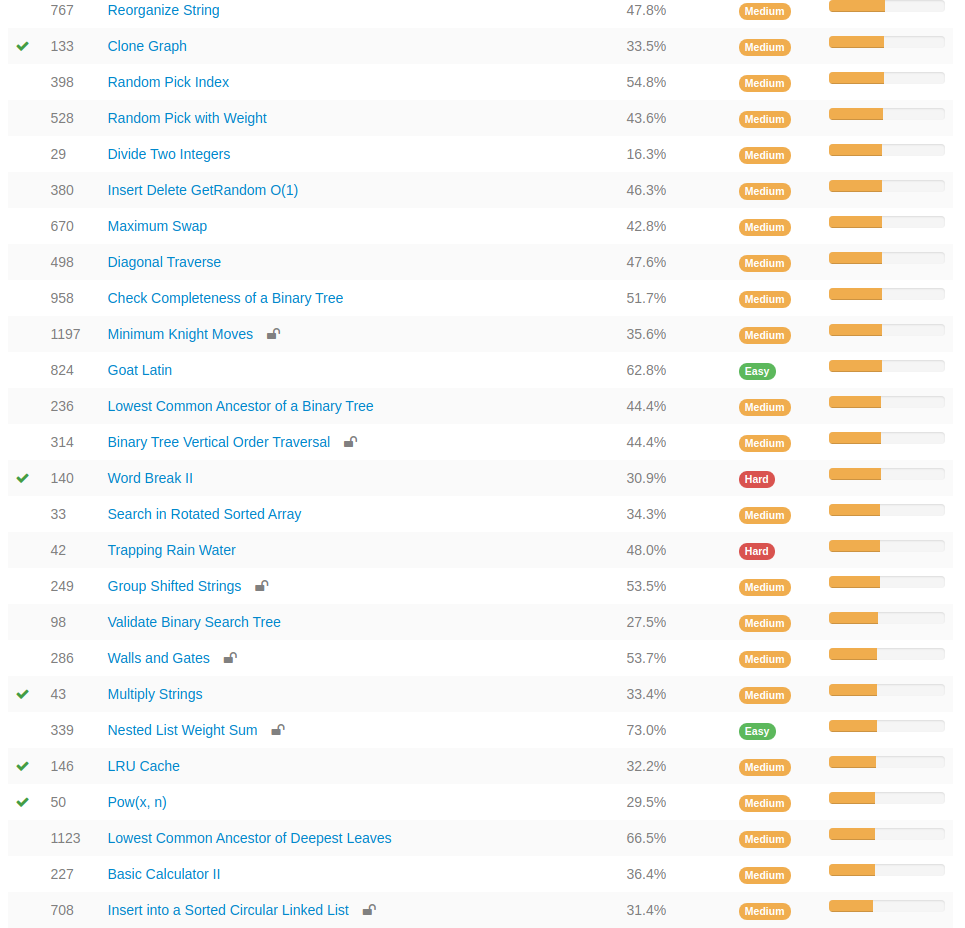 767 Reorganize String 47.8% Medium
133 Clone Graph 33.5% Medium
398 Random Pick Index 54.8% Medium
528 Random Pick with Weight 43.6% Medium
29 Divide Two Integers 16.3% Medium
380 Insert Delete GetRandom O(1) 46.3% Medium
670 Maximum Swap 42.8% Medium
498 Diagonal Traverse 47.6% Medium
958 Check Completeness of a Binary Tree 51.7% Medium
1197 Minimum Knight Moves 35.6% Medium
824 Goat Latin 62.8% Easy
236 Lowest Common Ancestor of a Binary Tree 44.4% Medium
314 Binary Tree Vertical Order Traversal 44.4% Medium
140 Word Break II 30.9% Hard
33 Search in Rotated Sorted Array 34.3% Medium
42 Trapping Rain Water 48.0% Hard
249 Group Shifted Strings 53.5% Medium
98 Validate Binary Search Tree 27.5% Medium
286 Walls and Gates 53.7% Medium
43 Multiply Strings 33.4% Medium
339 Nested List Weight Sum 73.0% Easy
146 LRU Cache 32.2% Medium
50 Pow(x, n) 29.5% Medium
1123 Lowest Common Ancestor of Deepest Leaves 66.5% Medium
227 Basic Calculator II 36.4% Medium
708 Insert into a Sorted Circular Linked List 31.4% Medium